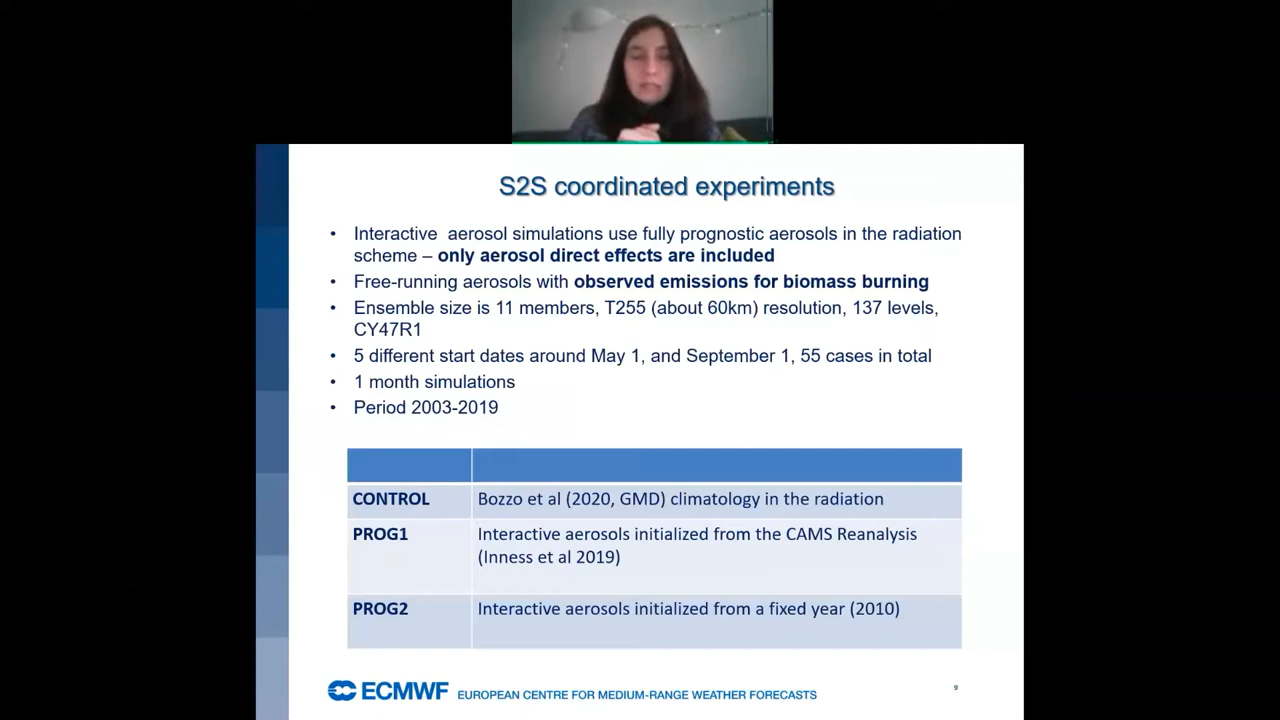 S2S coordinated experiments
• Interactive aerosol simulations use fully prognostic aerosols in the radiation
scheme – only aerosol direct effects are included
• Free-running aerosols with observed emissions for biomass burning
• Ensemble size is 11 members, T255 (about 60km) resolution, 137 levels,
CY47R1
• 5 different start dates around May 1, and September 1, 55 cases in total
• 1 month simulations
• Period 2003-2019
CONTROL Bozzo et al (2020, GMD) climatology in the radiation
PROG1 Interactive aerosols initialized from the CAMS Reanalysis
(Inness et al 2019)
PROG2 Interactive aerosols initialized from a fixed year (2010)
ECMWF EUROPEAN CENTRE FOR MEDIUM-RANGE WEATHER FORECASTS
9